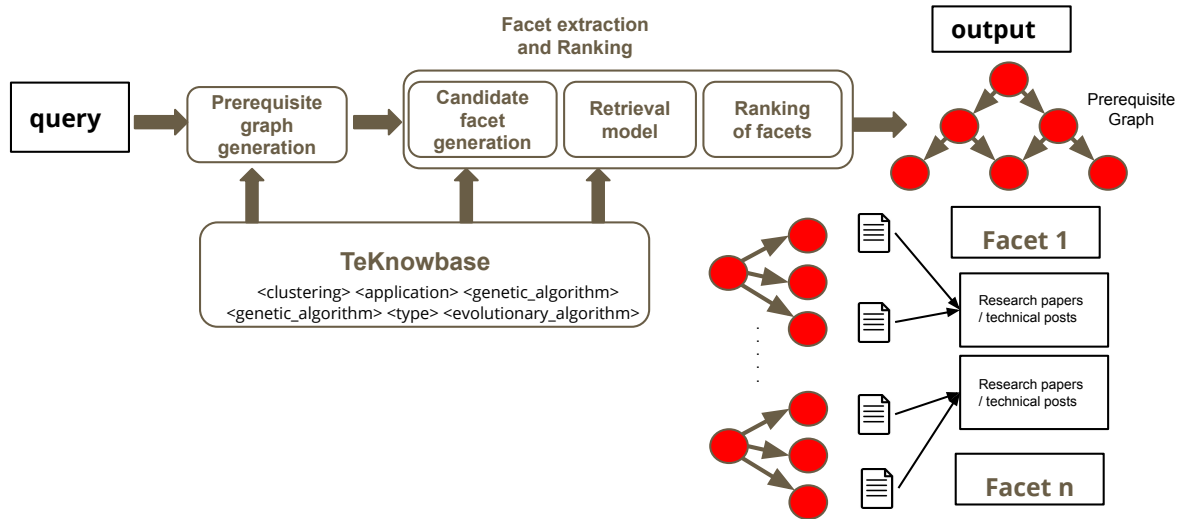 Facet extraction
and Ranking
output
query
Prerequisite
graph
generation
Candidate
facet
generation
Retrieval
model
Ranking
of facets
Prerequisite
Graph
TeKnowbase
<clustering> <application> <genetic_algorithm>
<genetic_algorithm> <type> <evolutionary_algorithm>
Facet 1
Research papers
/ technical posts
Research papers
/ technical posts
Facet n